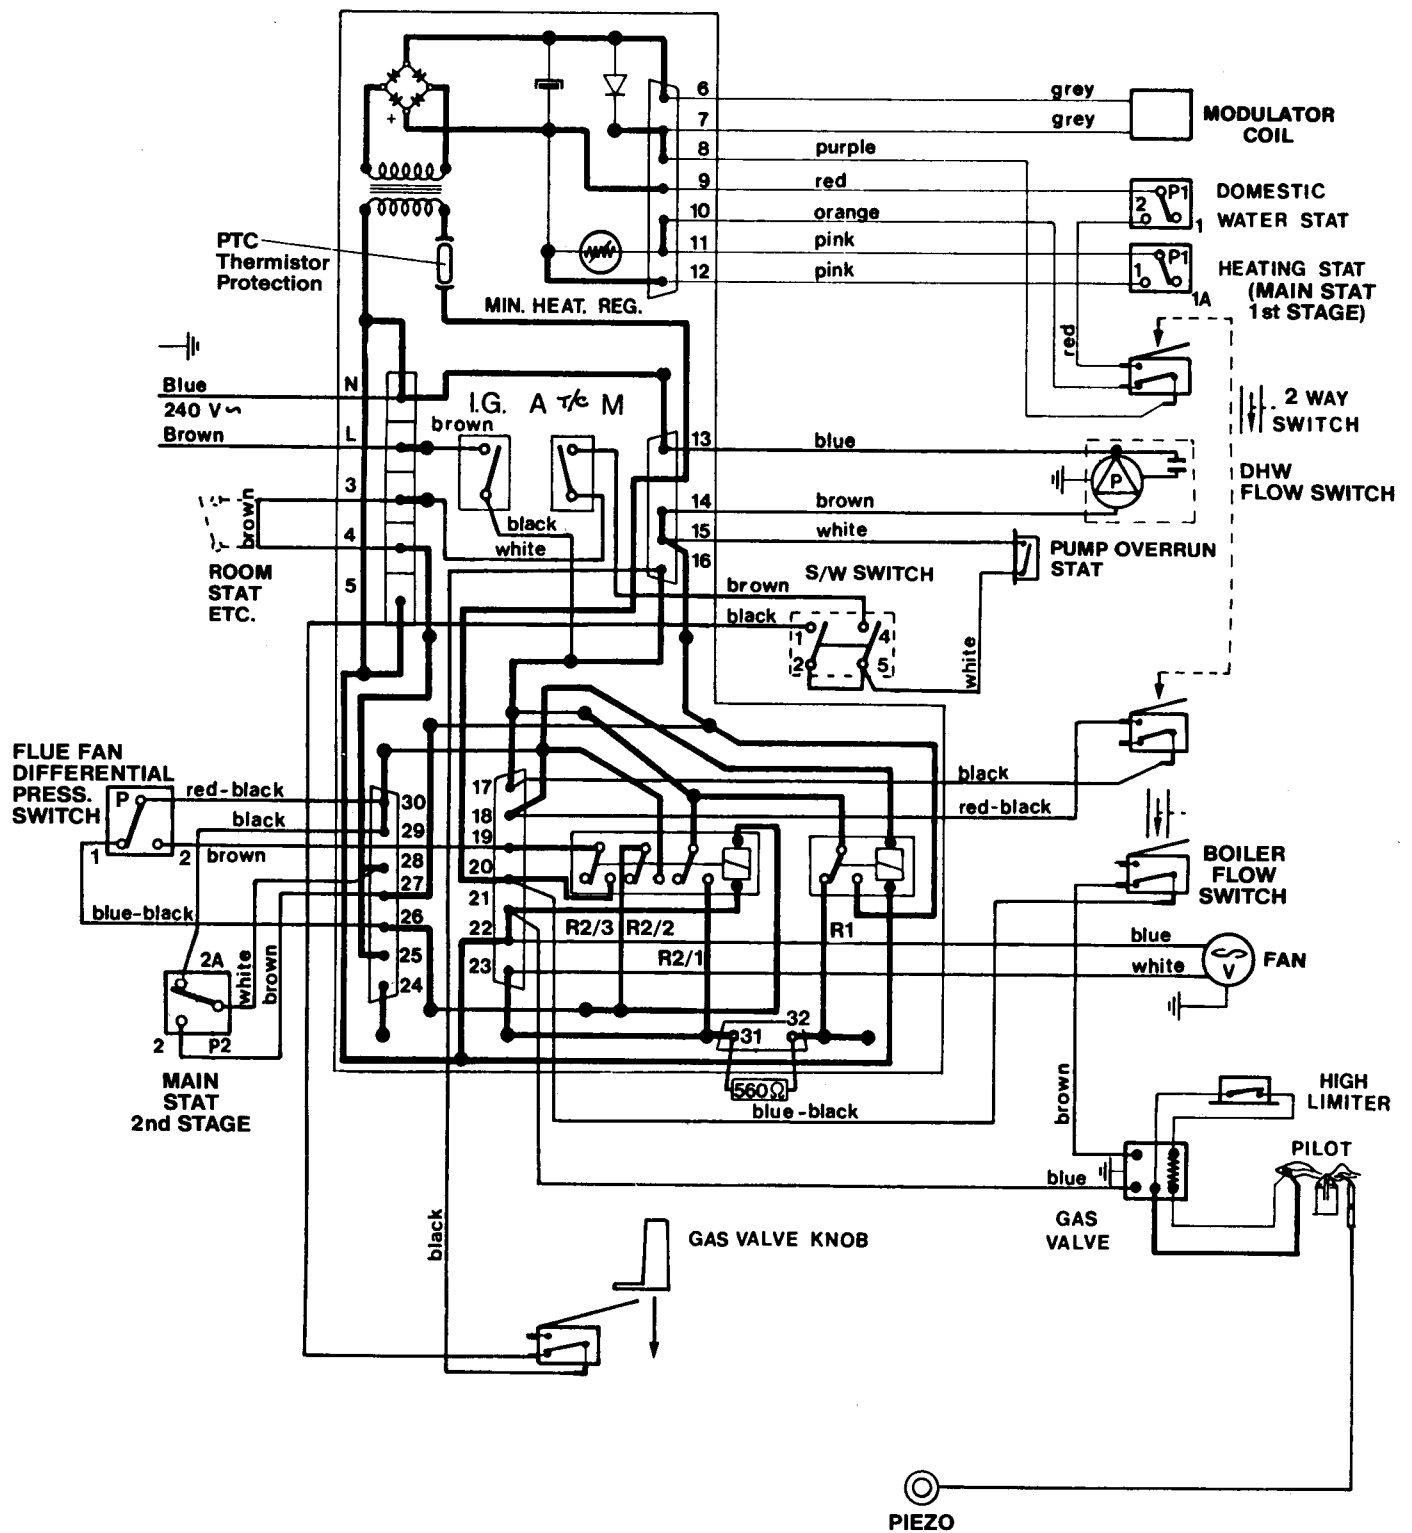 6 grey
MODULATOR
COIL
7 grey
8 purple
9 red P1 DOMESTIC
2 WATER STAT
1
10 orange
11 pink
P1 HEATING STAT
1 (MAIN STAT
1A 1st STAGE)
12 pink
+
PTC
Thermistor
Protection
MIN. HEAT. REG.
red
2 WAY
SWITCH
Blue N
240 V~
Brown L
I.G. A T/C M
brown
13 blue
P
DHW
FLOW SWITCH
3
brown
4
ROOM
STAT
ETC.
5
black
white
14 brown
15 white
16
PUMP OVERRUN
STAT
S/W SWITCH
brown
black
1 4
2 5
white
FLUE FAN
DIFFERENTIAL
PRESS.
SWITCH
P
1 2
red-black 30
black 29
brown 28
27
blue-black 26
25
24
17 black
18 red-black
19
20
21
22
23
R2/3 R2/2
R2/1
R1
BOILER
FLOW
SWITCH
blue
white
V
FAN
2A
white
brown
2 P2
MAIN
STAT
2nd STAGE
31 32
560Ω
blue-black
brown
HIGH
LIMITER
PILOT
blue
GAS
VALVE
black
GAS VALVE KNOB
PIEZO